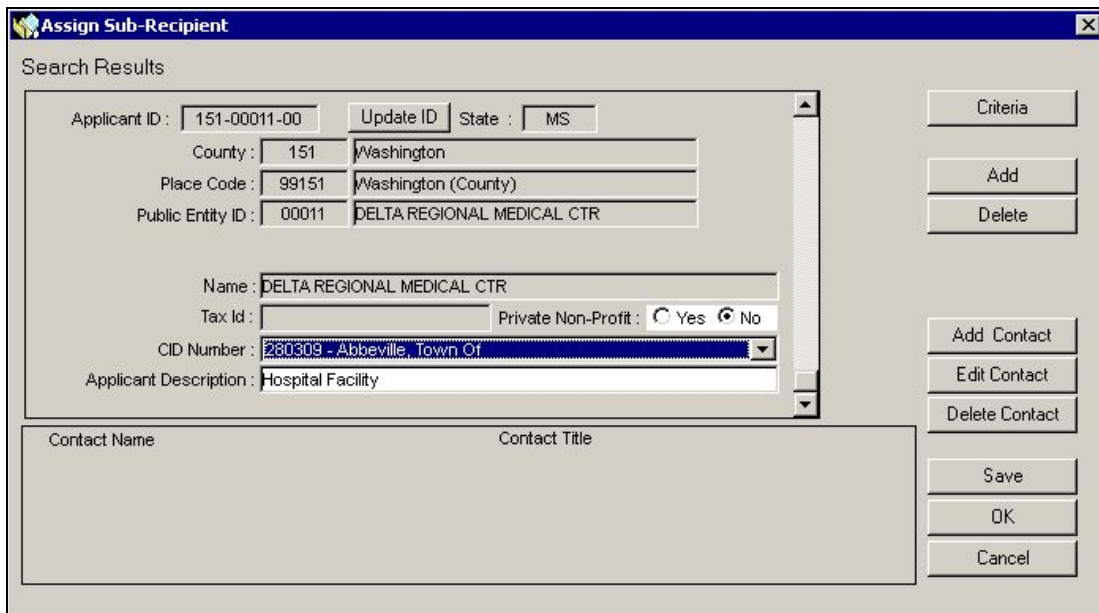 Assign Sub-Recipient
Search Results
Applicant ID : 151-00011-00 Update ID State : MS
County : 151 Washington
Place Code : 99151 Washington (County)
Public Entity ID : 00011 DELTA REGIONAL MEDICAL CTR
Name : DELTA REGIONAL MEDICAL CTR
Tax Id : Private Non-Profit : Yes No
CID Number : 280309 - Abbeville, Town Of
Applicant Description : Hospital Facility
Contact Name Contact Title
Criteria
Add
Delete
Add Contact
Edit Contact
Delete Contact
Save
OK
Cancel